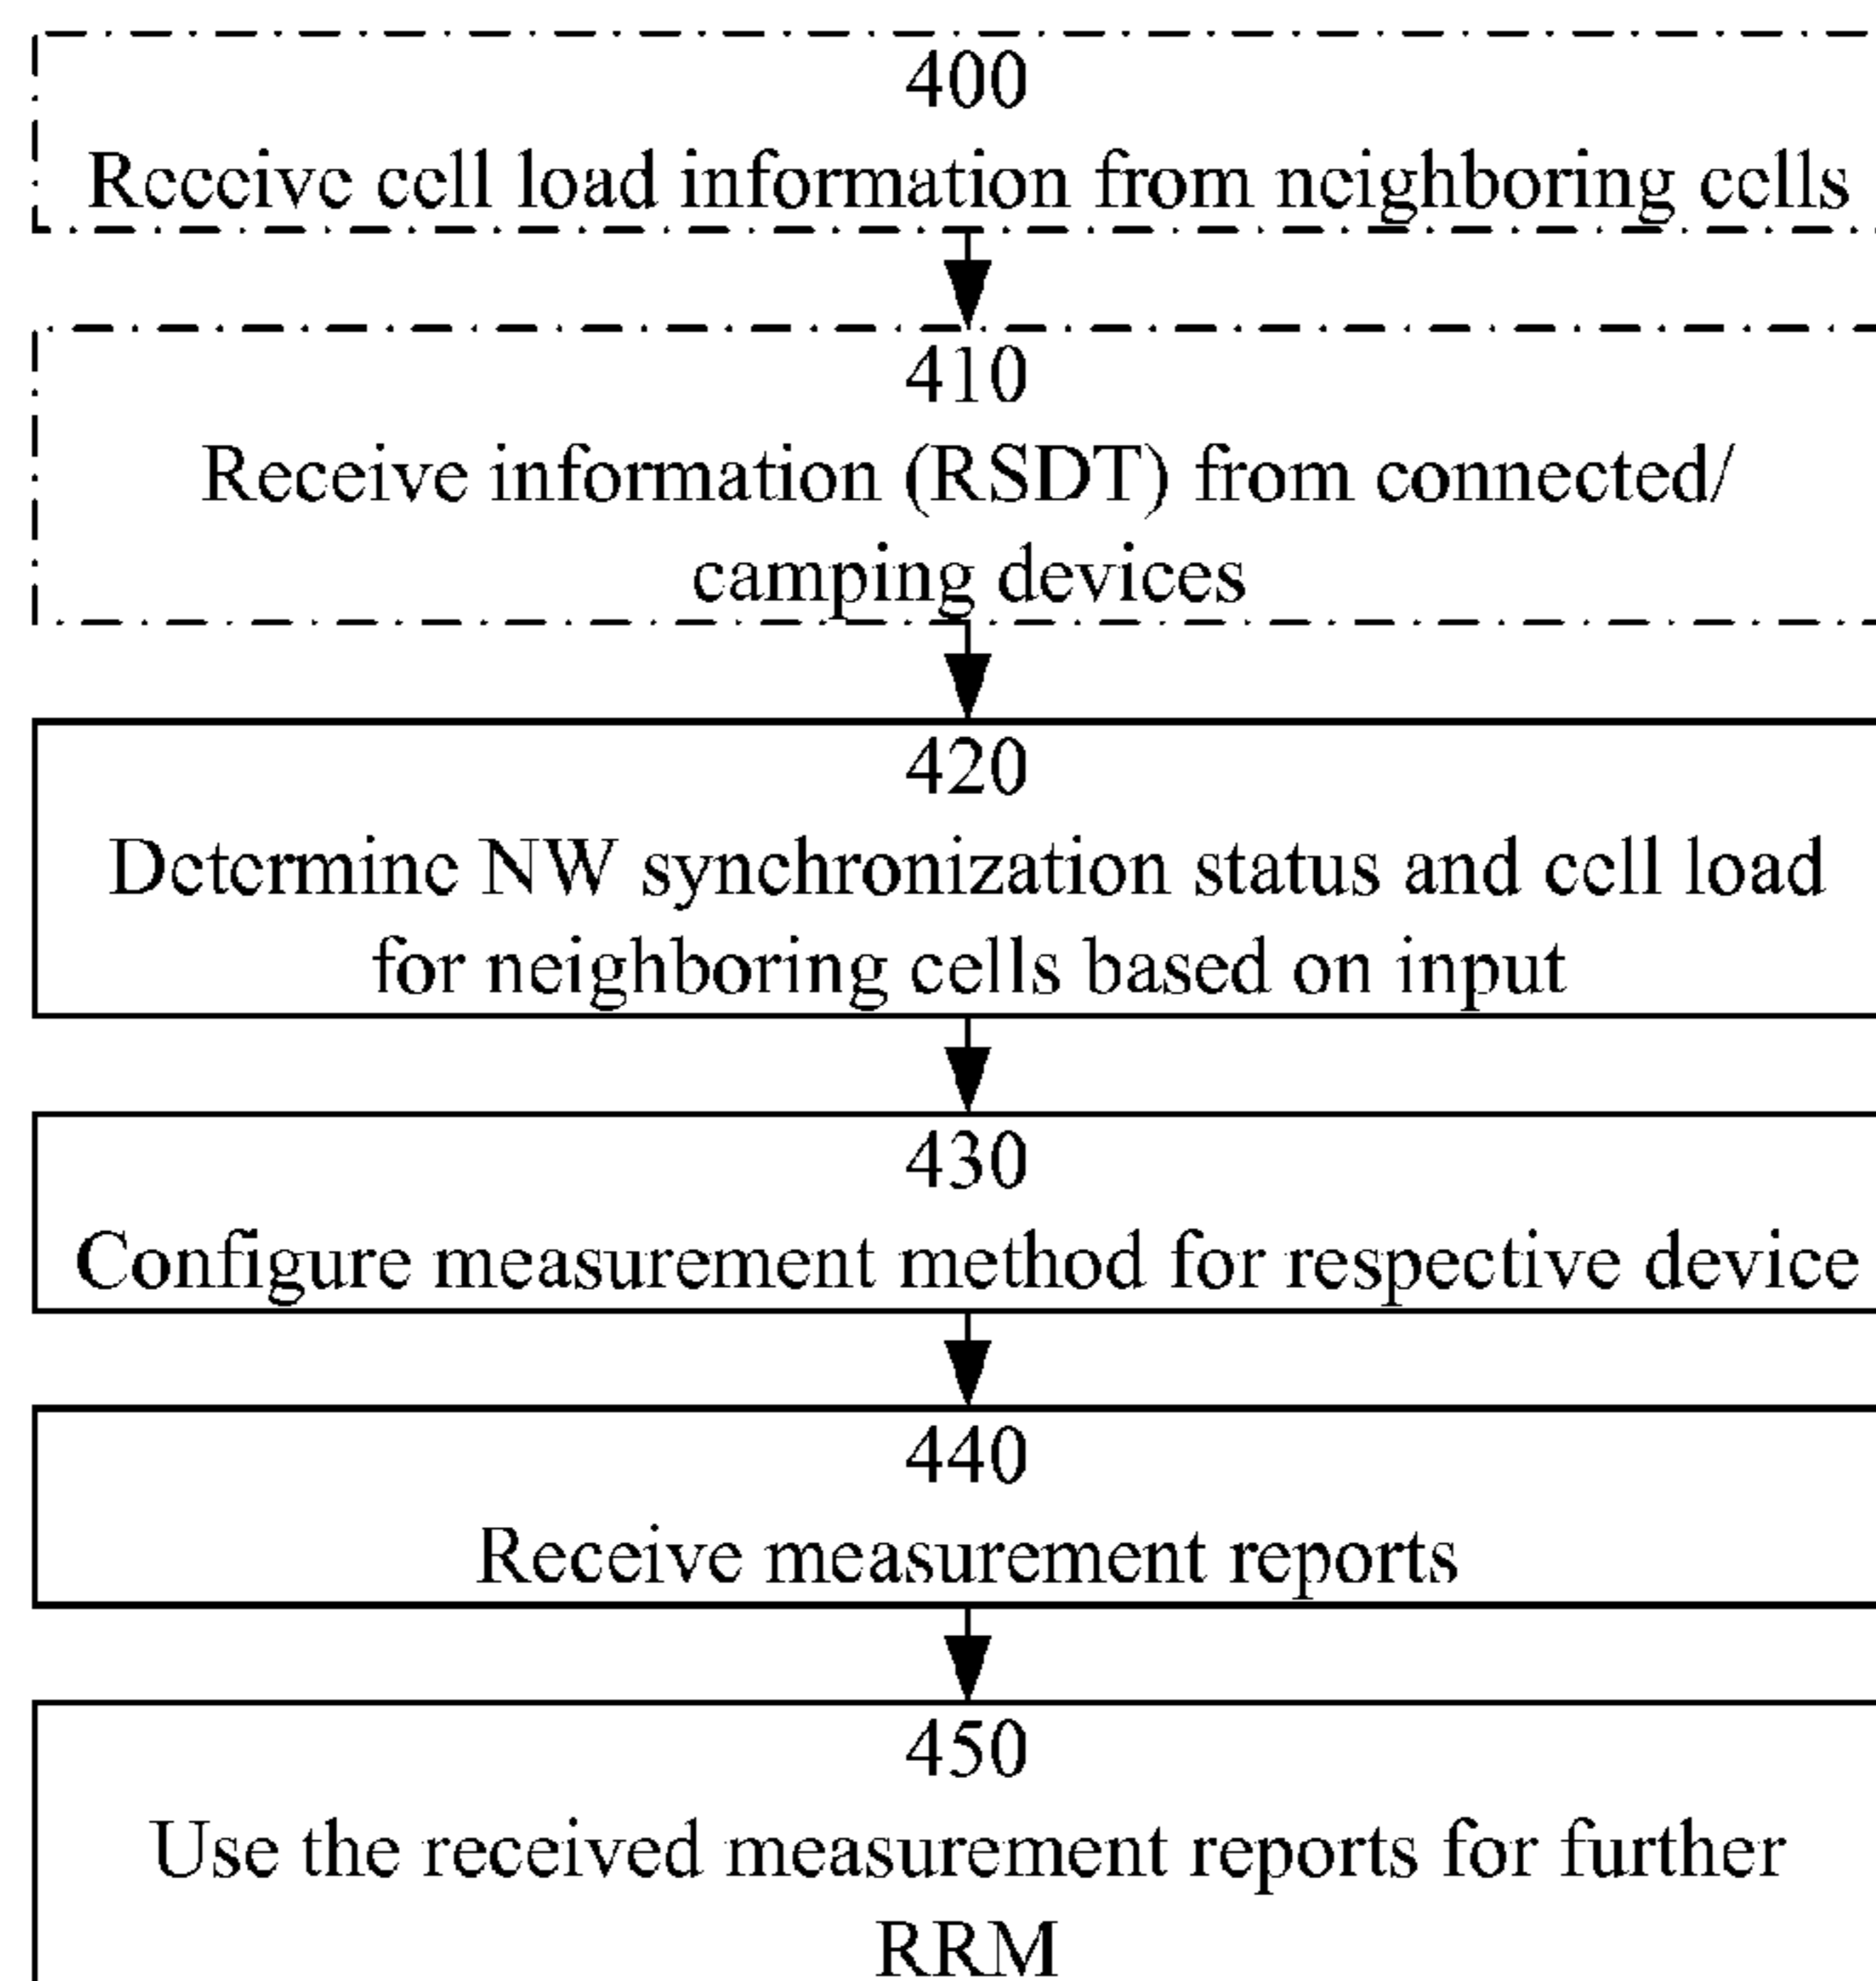 400
Receive cell load information from neighboring cells
410
Receive information (RSDT) from connected/
camping devices
420
Determine NW synchronization status and cell load
for neighboring cells based on input
430
Configure measurement method for respective device
440
Receive measurement reports
450
Use the received measurement reports for further
RRM